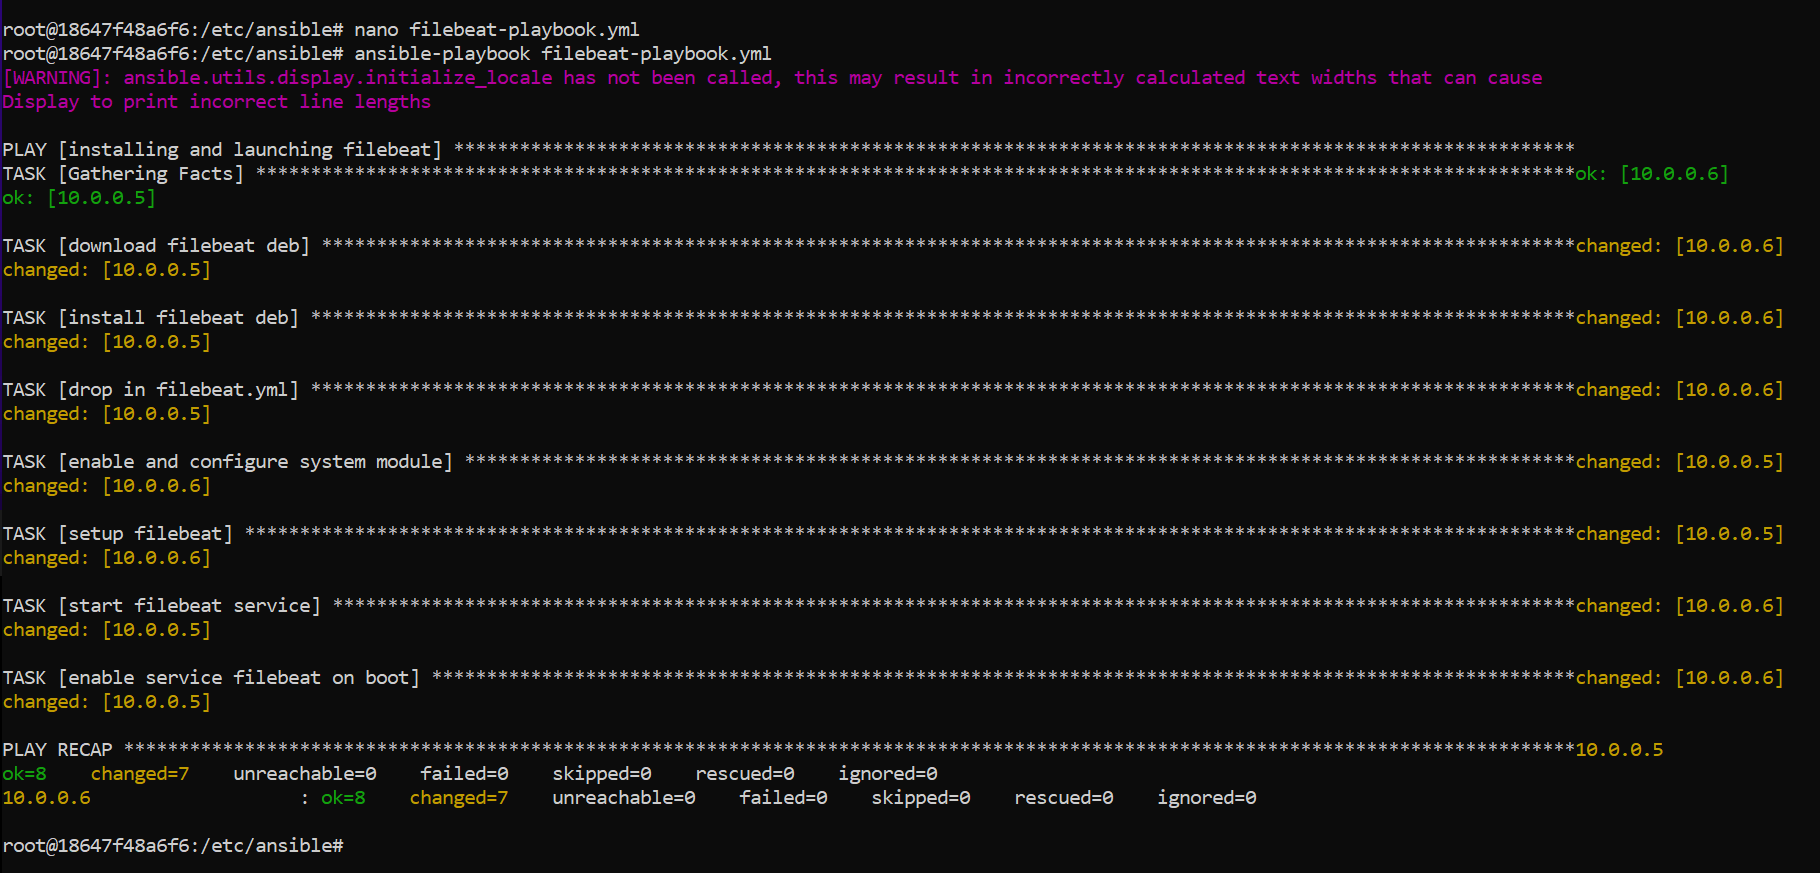 root@18647f48a6f6:/etc/ansible# nano filebeat-playbook.yml
root@18647f48a6f6:/etc/ansible# ansible-playbook filebeat-playbook.yml
[WARNING]: ansible.utils.display.initialize_locale has not been called, this may result in incorrectly calculated text widths that can cause
Display to print incorrect line lengths
PLAY [installing and launching filebeat] ******************************************************************************************************
TASK [Gathering Facts] ************************************************************************************************************************ok: [10.0.0.6]
ok: [10.0.0.5]
TASK [download filebeat deb] ******************************************************************************************************************changed: [10.0.0.6]
changed: [10.0.0.5]
TASK [install filebeat deb] *******************************************************************************************************************changed: [10.0.0.6]
changed: [10.0.0.5]
TASK [drop in filebeat.yml] *******************************************************************************************************************changed: [10.0.0.6]
changed: [10.0.0.5]
TASK [enable and configure system module] *****************************************************************************************************changed: [10.0.0.5]
changed: [10.0.0.6]
TASK [setup filebeat] *************************************************************************************************************************changed: [10.0.0.5]
changed: [10.0.0.6]
TASK [start filebeat service] *****************************************************************************************************************changed: [10.0.0.6]
changed: [10.0.0.5]
TASK [enable service filebeat on boot] ********************************************************************************************************changed: [10.0.0.6]
changed: [10.0.0.5]
PLAY RECAP ************************************************************************************************************************************10.0.0.5
ok=8    changed=7    unreachable=0    failed=0    skipped=0    rescued=0    ignored=0
10.0.0.6                   : ok=8    changed=7    unreachable=0    failed=0    skipped=0    rescued=0    ignored=0
root@18647f48a6f6:/etc/ansible#